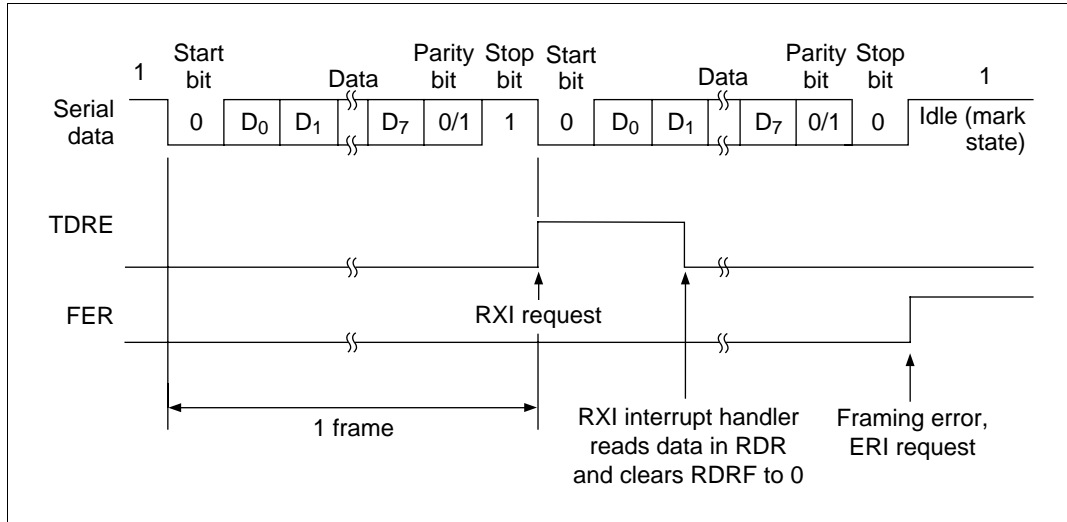 1
Start bit
Data
Parity bit
Stop bit
Start bit
Data
Parity bit
Stop bit
1
Serial data
0
D0
D1
D7
0/1
1
0
D0
D1
D7
0/1
0
Idle (mark state)
TDRE
FER
RXI request
1 frame
RXI interrupt handler
reads data in RDR
and clears RDRF to 0
Framing error,
ERI request